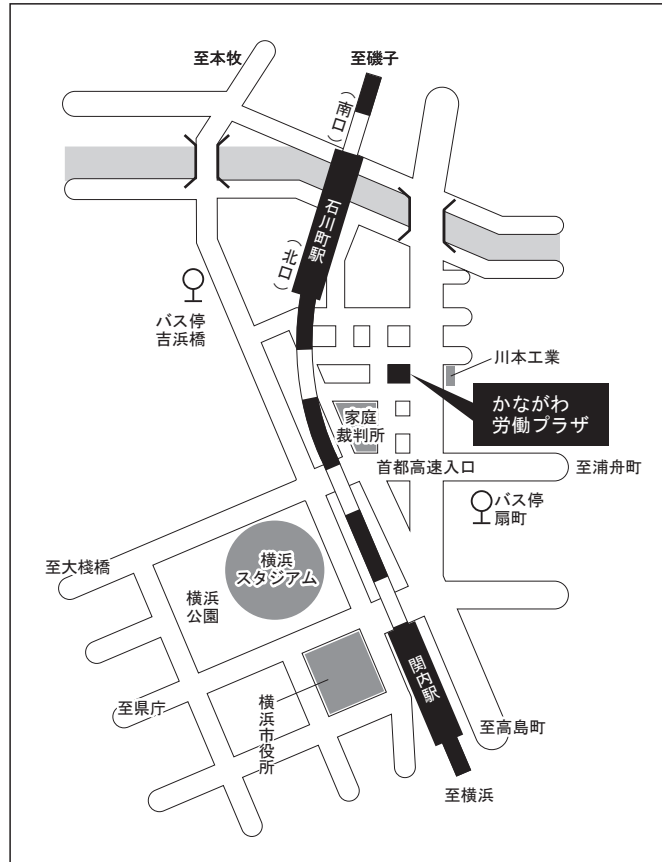 至本牧
至磯子
（南口）
石川町駅
（北口）
バス停
吉浜橋
川本工業
かながわ
労働プラザ
家庭
裁判所
首都高速入口
至浦舟町
バス停
扇町
至大棧橋
横浜
スタジアム
横浜
公園
関内駅
至県庁
横浜市役所
至高島町
至横浜